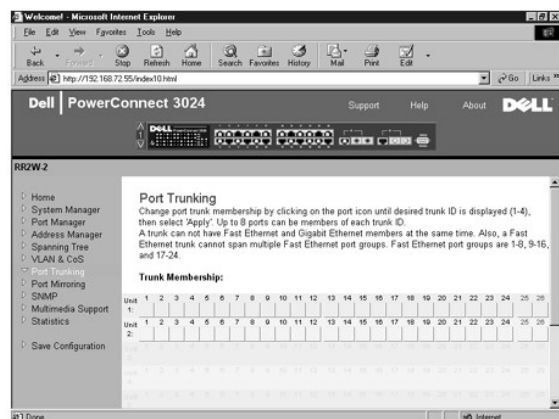 Welcome! - Microsoft Internet Explorer
File Edit View Favorites Tools Help
Back Forward Stop Refresh Home Search Favorites History Mail Print Edit
Address http://192.168.72.55/index10.html Go Links »
Dell | PowerConnect 3024 Support Help About DELL
DELL
RR2W-2
Home
System Manager
Port Manager
Address Manager
Spanning Tree
VLAN & CoS
Port Trunking
Port Mirroring
SNMP
Multimedia Support
Statistics
Save Configuration
Port Trunking
Change port trunk membership by clicking on the port icon until desired trunk ID is displayed (1-4),
then select 'Apply'. Up to 8 ports can be members of each trunk ID.
A trunk can not have Fast Ethernet and Gigabit Ethernet members at the same time. Also, a Fast
Ethernet trunk cannot span multiple Fast Ethernet port groups. Fast Ethernet port groups are 1-8, 9-16,
and 17-24.
Trunk Membership:
Unit 1: 1 2 3 4 5 6 7 8 9 10 11 12 13 14 15 16 17 18 19 20 21 22 23 24 25 26
Unit 2: 1 2 3 4 5 6 7 8 9 10 11 12 13 14 15 16 17 18 19 20 21 22 23 24 25 26
Done Internet